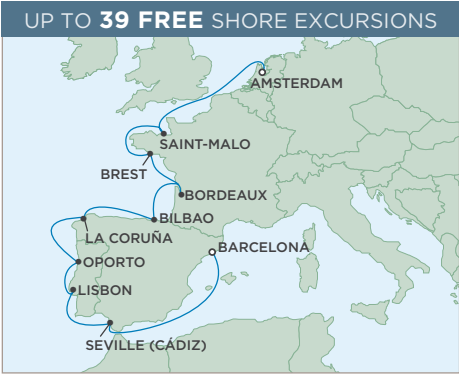 UP TO 39 FREE SHORE EXCURSIONS
AMSTERDAM
SAINT-MALO
BREST
BORDEAUX
BILBAO
LA CORUÑA
BARCELONA
OPORTO
LISBON
SEVILLE (CÁDIZ)